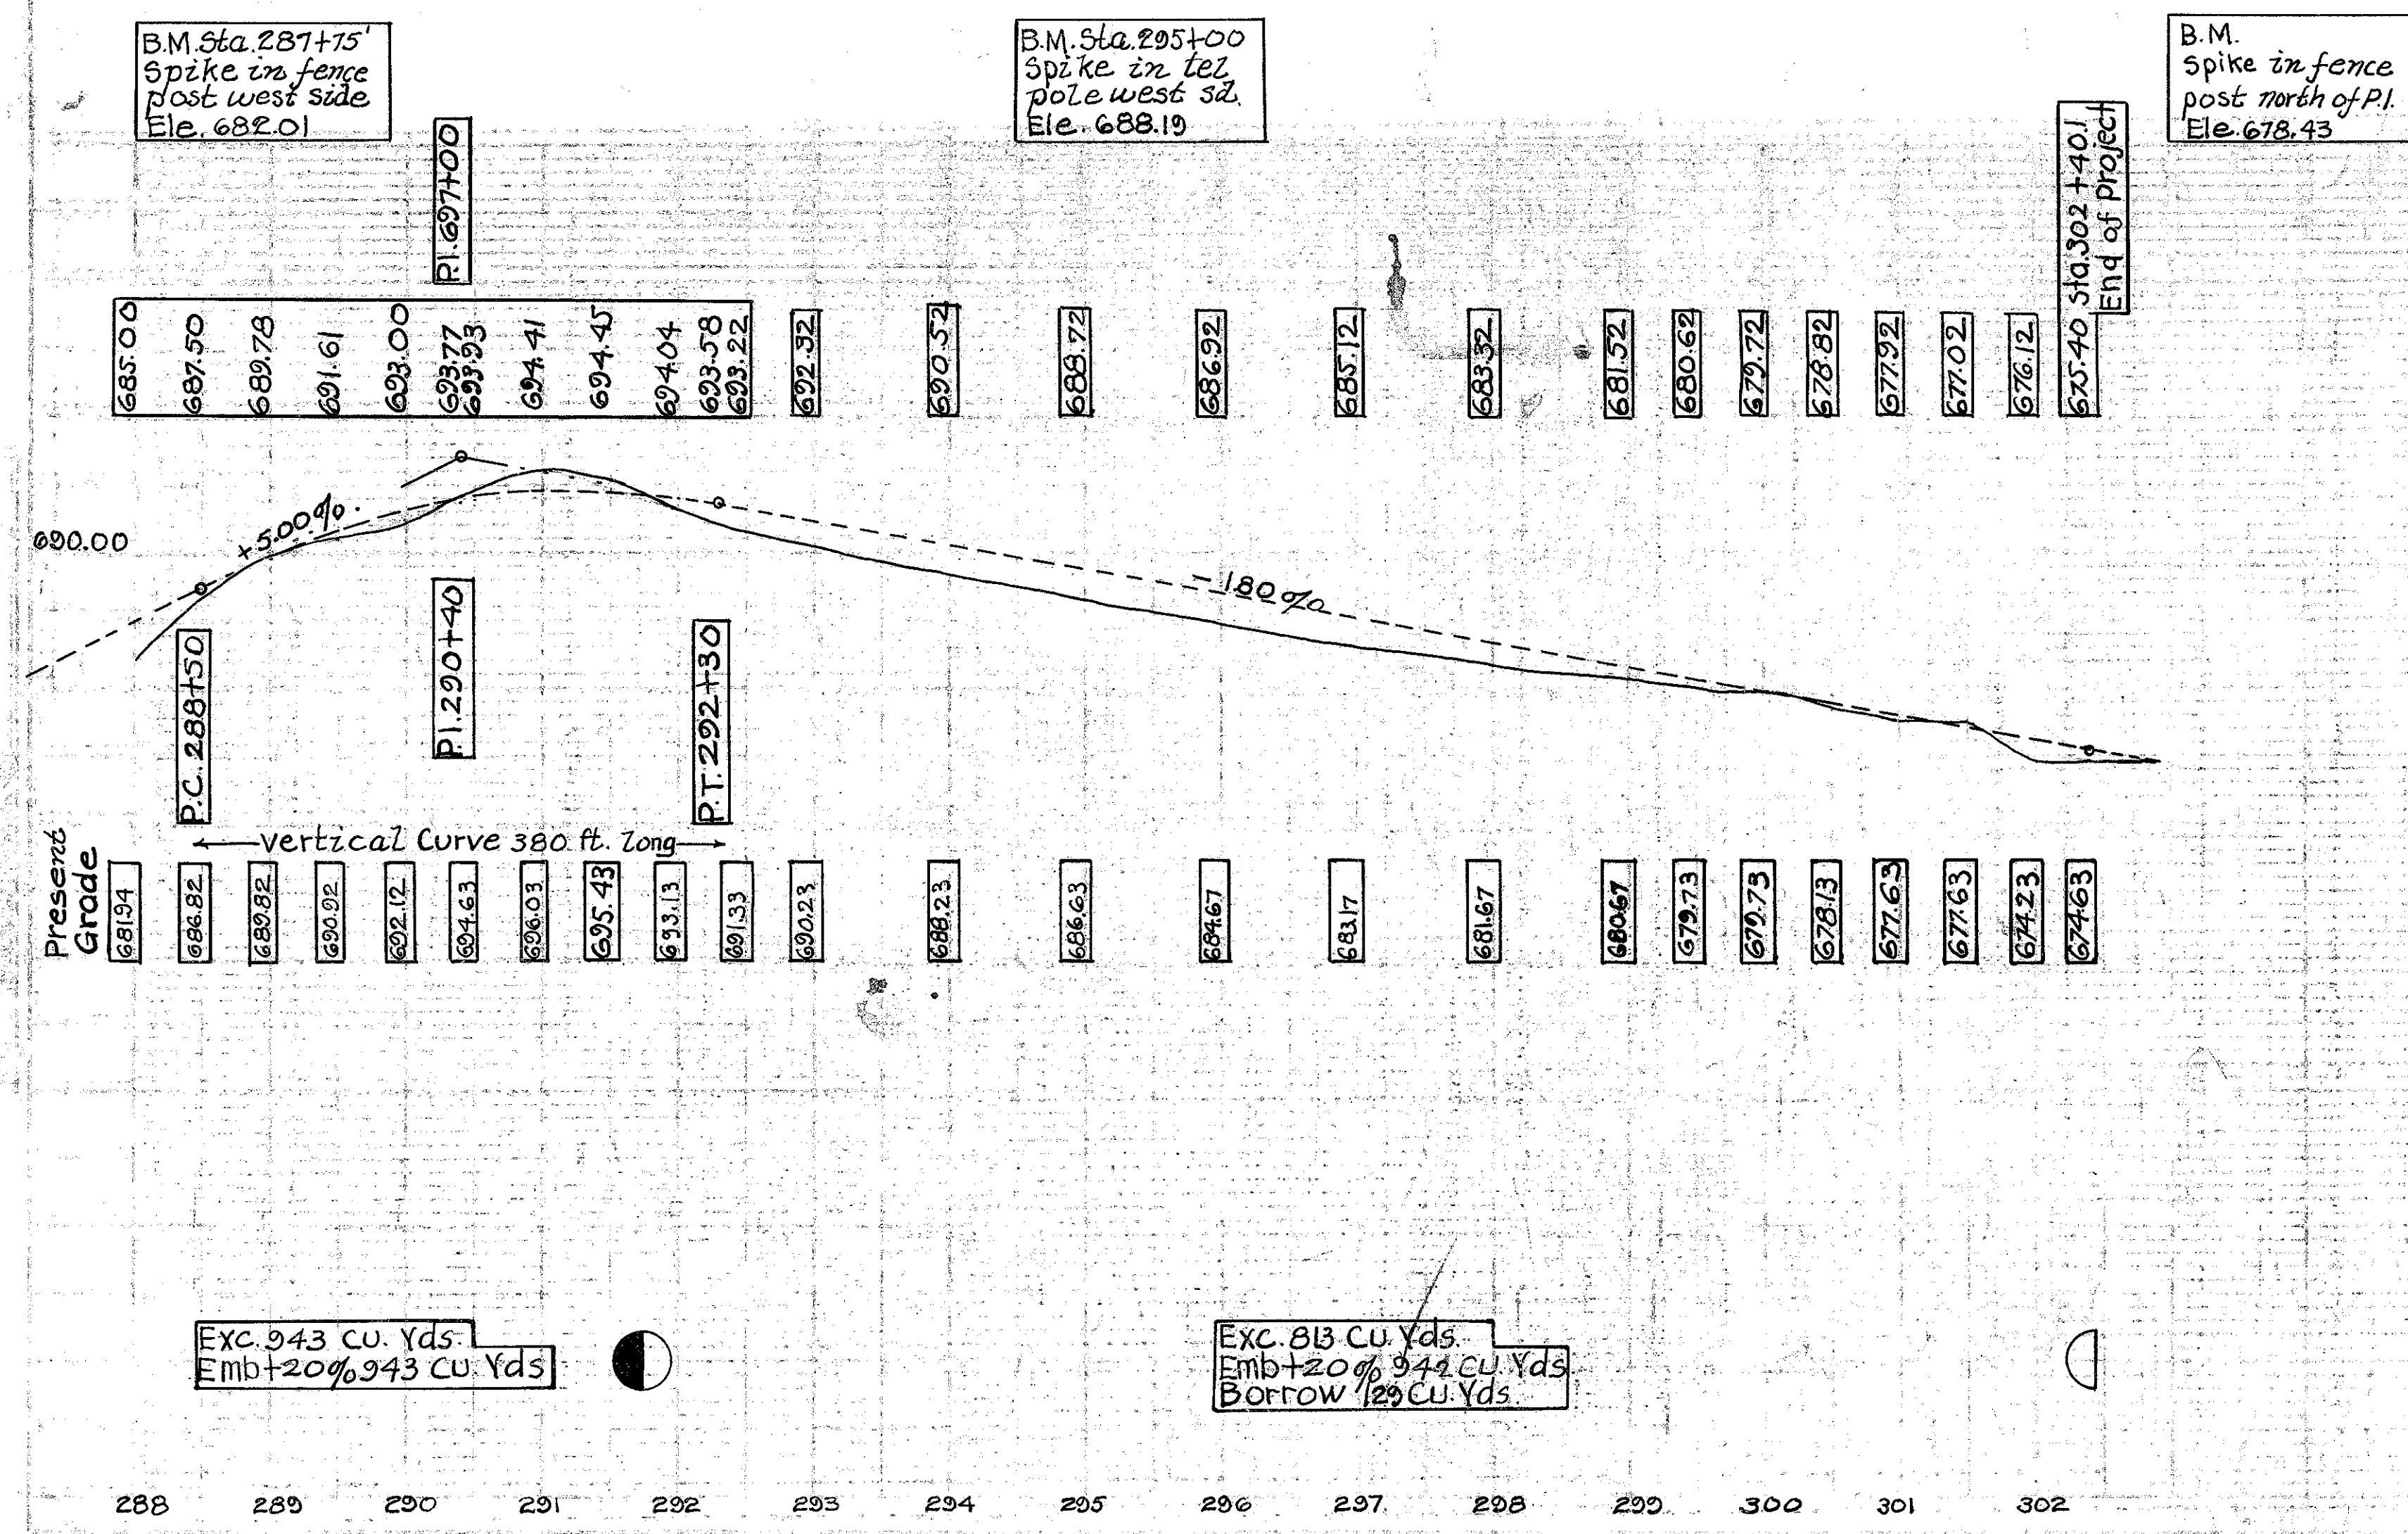 B.M.Sta.287+75'
Spike in fence
post west side
Ele. 682.01
B.M.Sta.295+00
Spike in tel
pole west sd.
Ele. 688.19
B.M.
Spike in fence
post north of P.I.
Ele. 678.43
P.I. 697+00
Sta.302+40.1
End of project
685.00
687.50
689.78
691.61
693.00
693.77
693.93
694.41
694.45
694.04
693.58
693.22
692.32
690.52
688.72
686.92
685.12
683.32
681.52
680.62
679.72
678.82
677.92
677.02
676.12
675.40
690.00
+5.00%.
-1.80%
P.C. 288+50
P.I. 290+40
P.T. 292+30
Vertical Curve 380 ft. long
Present
Grade
681.94
686.82
689.82
690.92
692.12
694.63
696.03
695.43
693.13
691.33
690.23
688.23
686.63
684.67
683.17
681.67
680.67
679.73
679.73
678.13
677.63
677.63
674.23
674.63
Exc. 943 Cu. Yds.
Emb+20% 943 Cu. Yds
Exc. 813 Cu. Yds.
Emb+20% 942 Cu. Yds.
Borrow 129 Cu. Yds.
288 289 290 291 292 293 294 295 296 297 298 299 300 301 302